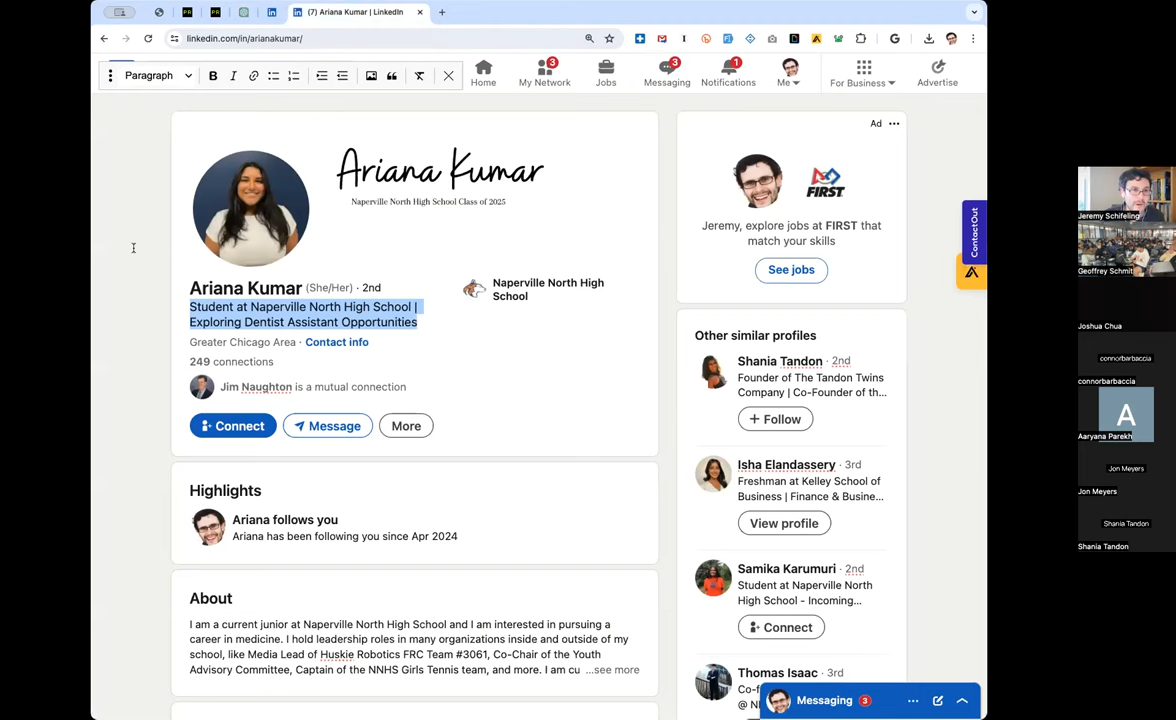 (7) Ariana Kumar | LinkedIn
linkedin.com/in/arianakumar/
Paragraph
Home
My Network
3
Jobs
Messaging
3
Notifications
1
Me
For Business
Advertise
Ariana Kumar
Naperville North High School Class of 2025
Ariana Kumar (She/Her) · 2nd
Student at Naperville North High School |
Exploring Dentist Assistant Opportunities
Greater Chicago Area · Contact info
249 connections
Jim Naughton is a mutual connection
Connect
Message
More
Naperville North High
School
Highlights
Ariana follows you
Ariana has been following you since Apr 2024
About
I am a current junior at Naperville North High School and I am interested in pursuing a
career in medicine. I hold leadership roles in many organizations inside and outside of my
school, like Media Lead of Huskie Robotics FRC Team #3061, Co-Chair of the Youth
Advisory Committee, Captain of the NNHS Girls Tennis team, and more. I am cu ...see more
Ad
FIRST
Jeremy, explore jobs at FIRST that
match your skills
See jobs
ContactOut
Other similar profiles
Shania Tandon · 2nd
Founder of The Tandon Twins
Company | Co-Founder of th...
+ Follow
Isha Elandassery · 3rd
Freshman at Kelley School of
Business | Finance & Busine...
View profile
Samika Karumuri · 2nd
Student at Naperville North
High School - Incoming...
Connect
Thomas Isaac · 3rd
Co-f
@ N
Messaging 3
Jeremy Schifeling
Geoffrey Schmit
Joshua Chua
connorbarbaccia
connorbarbaccia
A
Aaryana Parekh
Jon Meyers
Jon Meyers
Shania Tandon
Shania Tandon